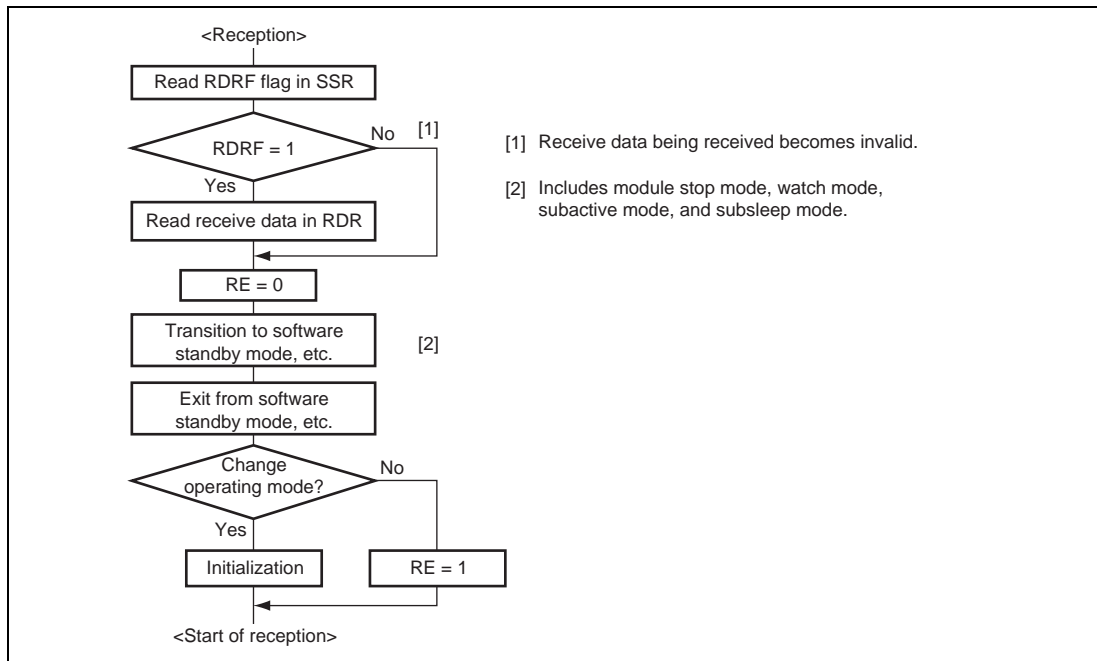 <Reception>
Read RDRF flag in SSR
RDRF = 1
No
[1]
Yes
Read receive data in RDR
RE = 0
Transition to software
standby mode, etc.
[2]
Exit from software
standby mode, etc.
Change
operating mode?
No
Yes
Initialization
RE = 1
<Start of reception>
[1] Receive data being received becomes invalid.
[2] Includes module stop mode, watch mode,
subactive mode, and subsleep mode.